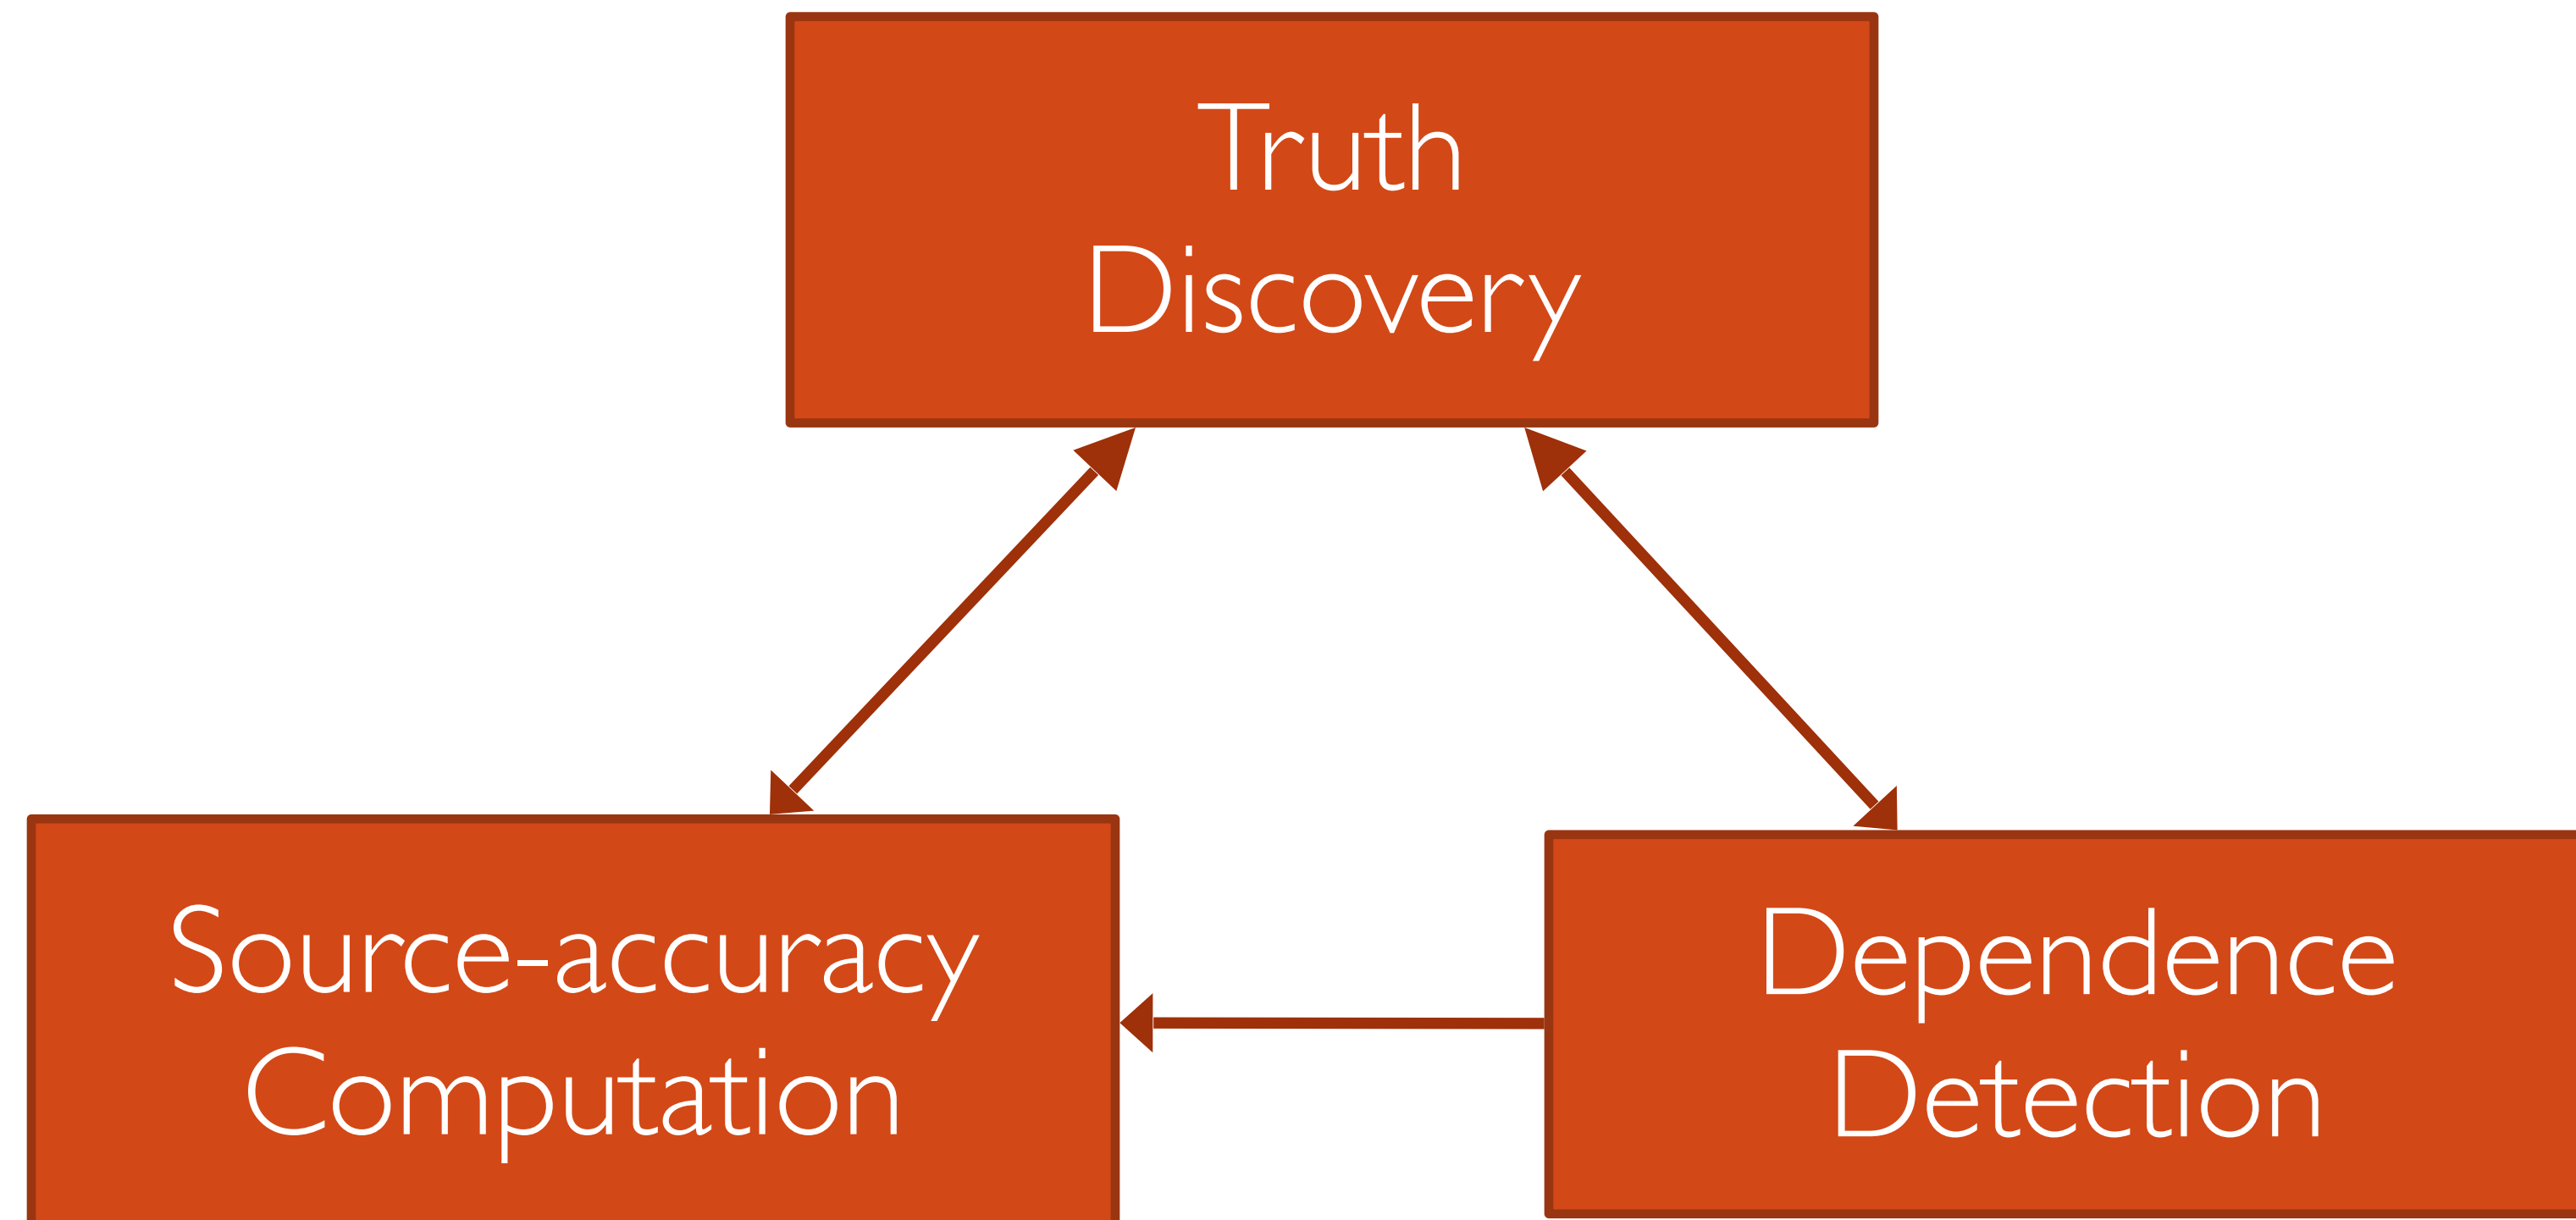 Truth
Discovery
Source-accuracy
Computation
Dependence
Detection